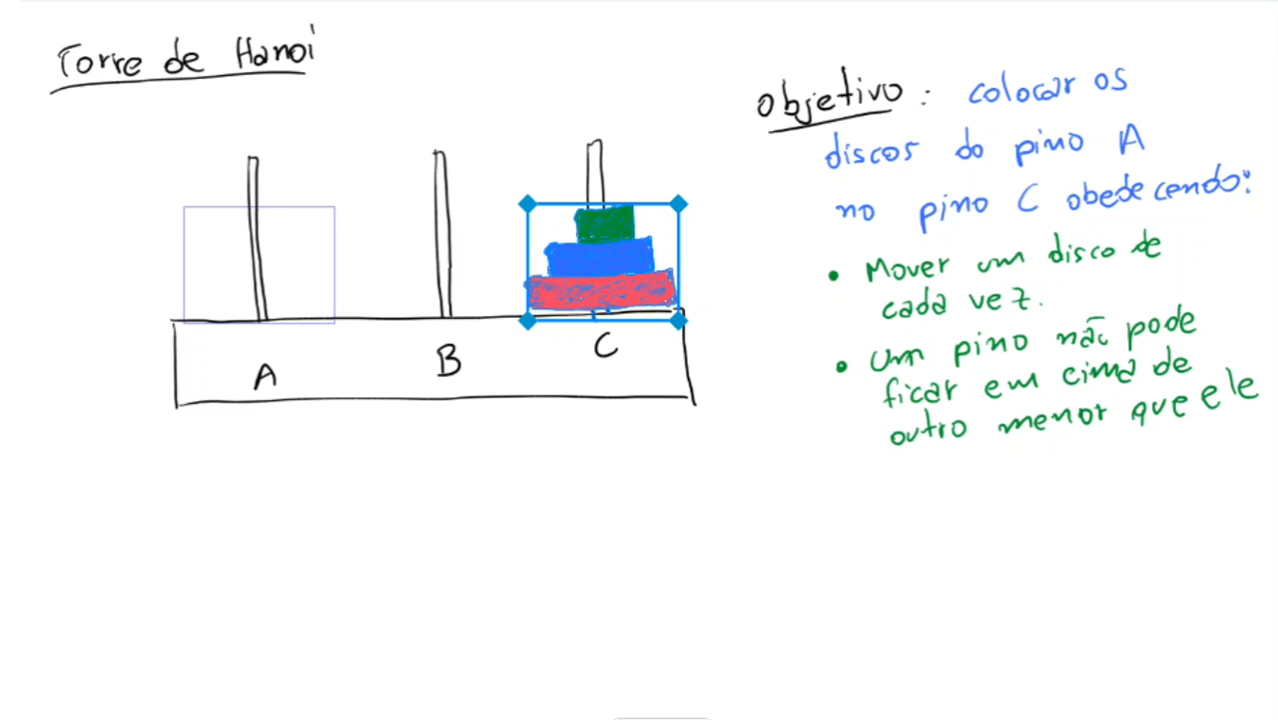 Torre de Hanoi
A
B
C
Objetivo: colocar os
discos do pino A
no pino C obedecendo:
• Mover um disco de
cada vez.
• Um pino não pode
ficar em cima de
outro menor que ele